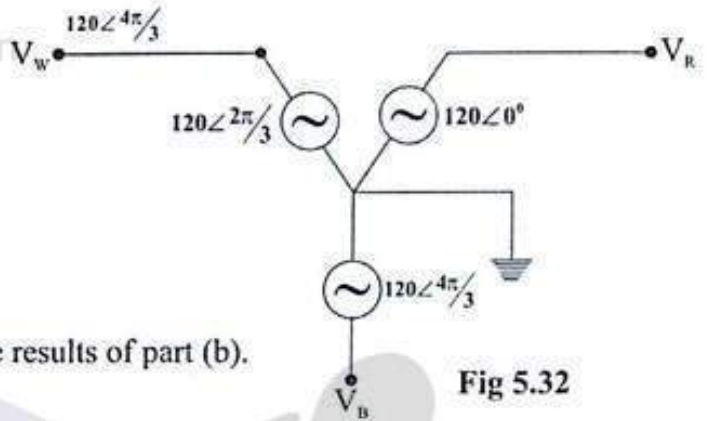 120∠4π/3
V_W
V_R
120∠2π/3
120∠0°
120∠4π/3
e results of part (b).
Fig 5.32
V_B